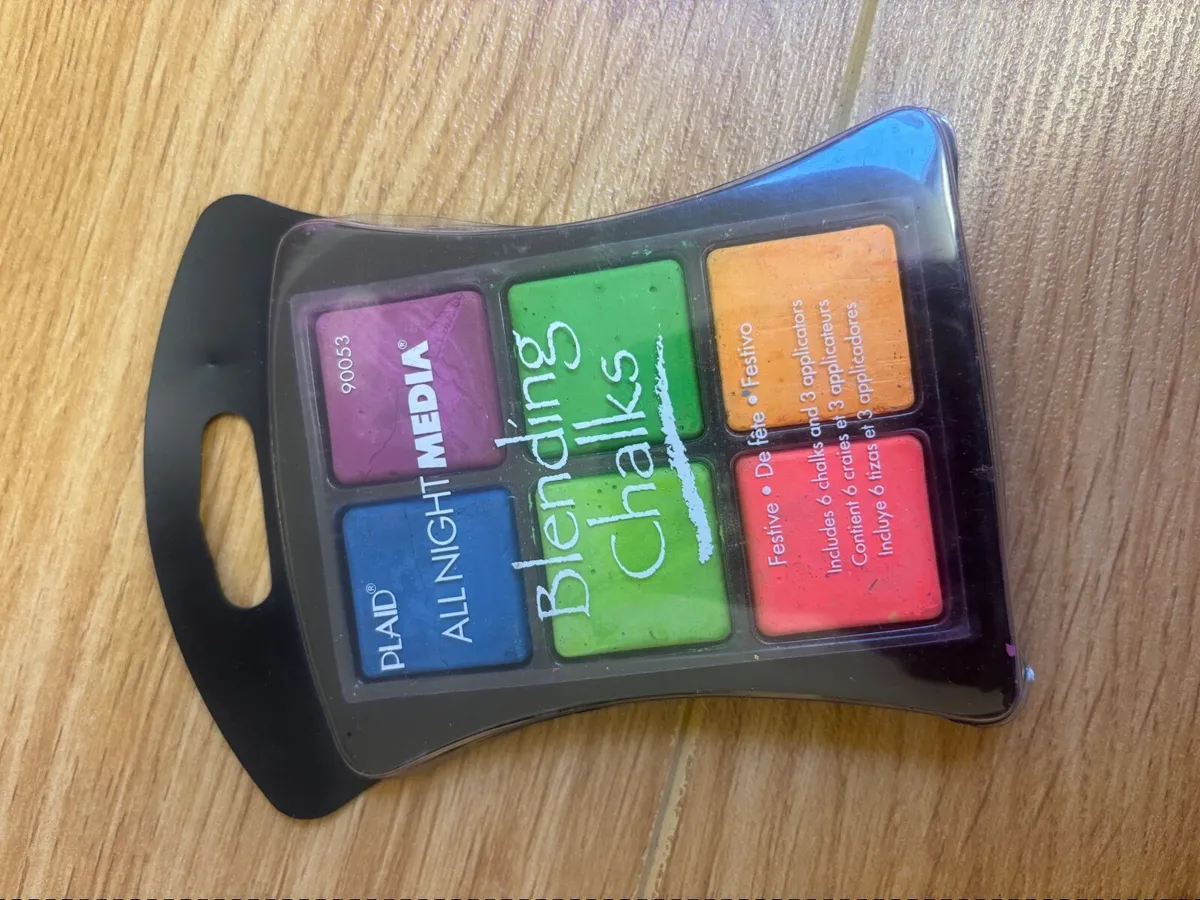 90053
PLAID®
ALL NIGHT MEDIA®
Blending
Chalks
Festive • De fête • Festivo
Includes 6 chalks and 3 applicators
Contient 6 craies et 3 applicateurs
Incluye 6 tizas et 3 applicadores